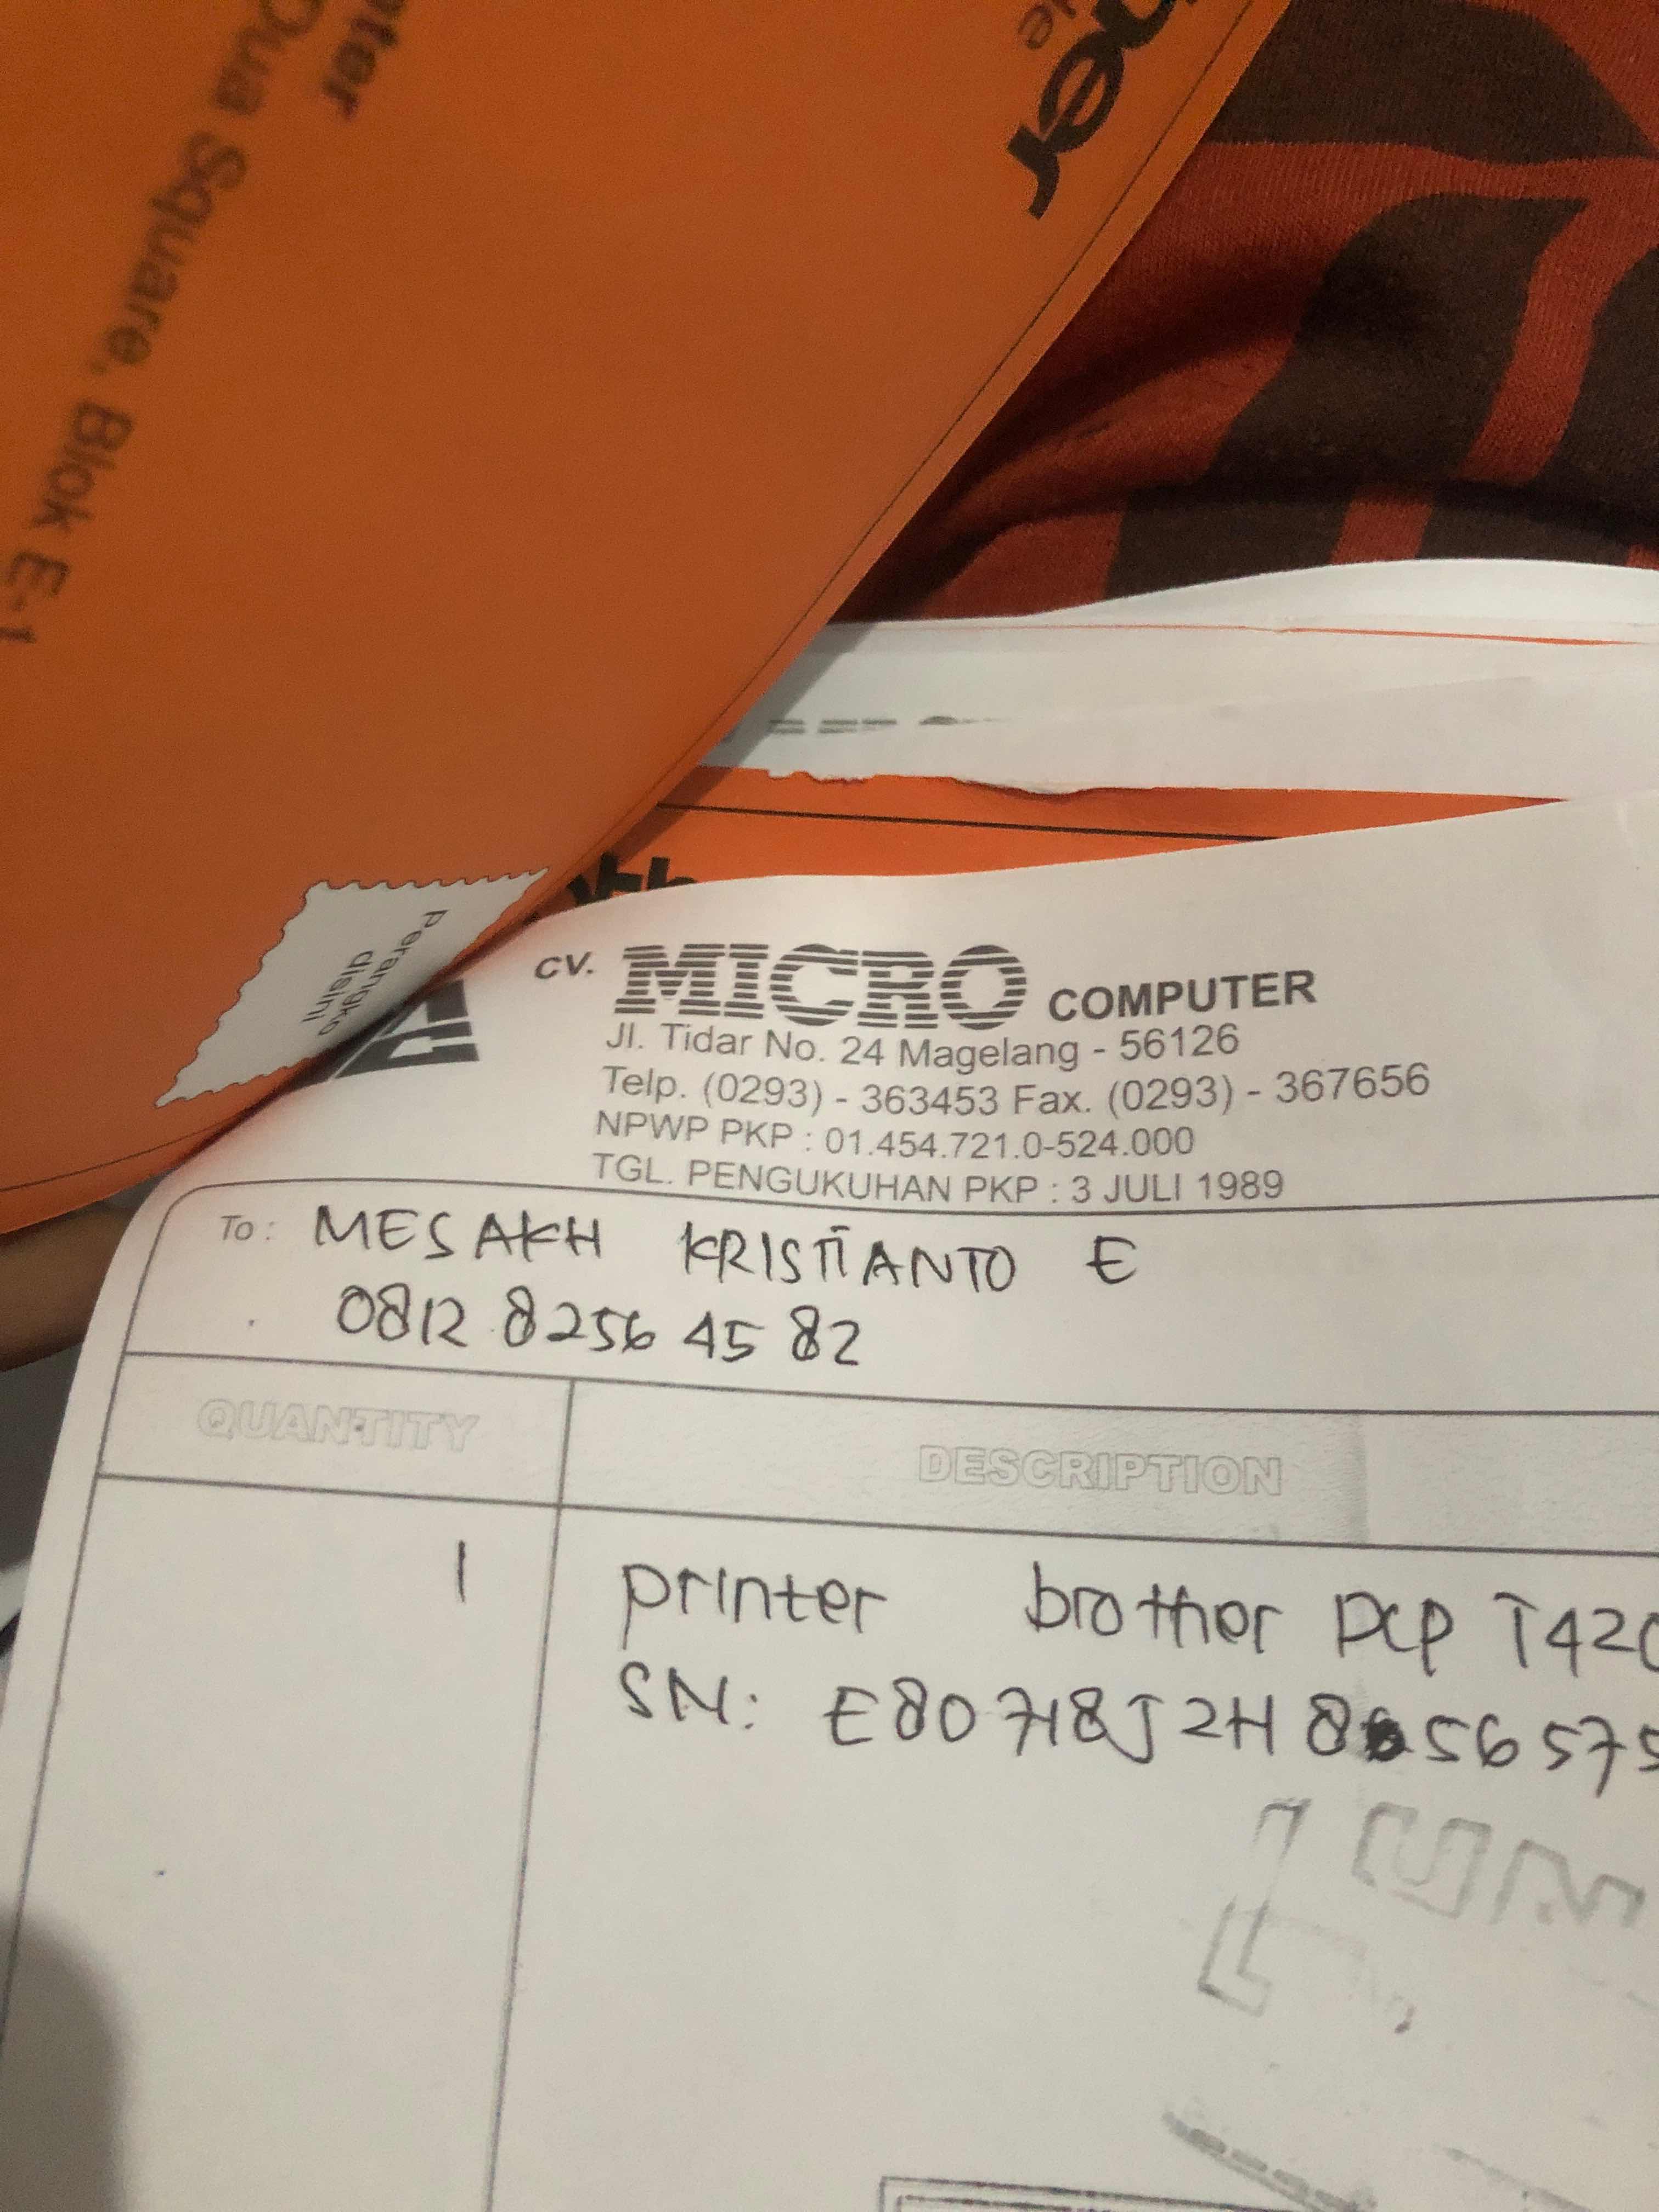 Dua Square, Blok E-1
Perangko
disini
CV. MICRO COMPUTER
Jl. Tidar No. 24 Magelang - 56126
Telp. (0293) - 363453 Fax. (0293) - 367656
NPWP PKP : 01.454.721.0-524.000
TGL. PENGUKUHAN PKP : 3 JULI 1989
To : MESAKH KRISTIANTO E
0812 8256 45 82
QUANTITY DESCRIPTION
1 printer brother DCP T420
SN: E80718J2H8